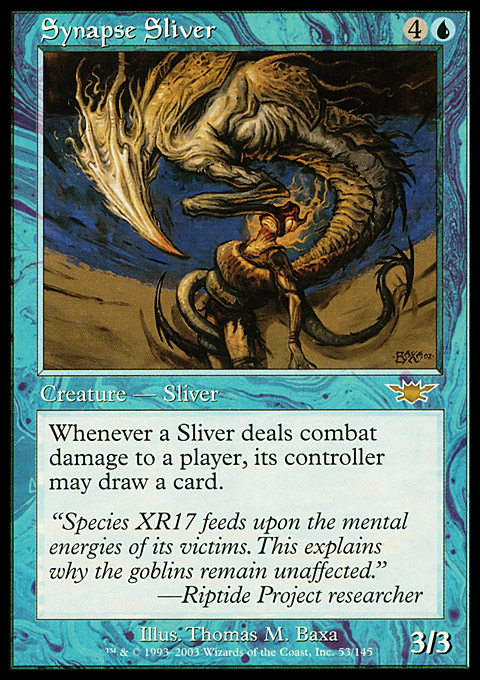 Synapse Sliver 4
BAXA 02
Creature — Sliver
Whenever a Sliver deals combat
damage to a player, its controller
may draw a card.
“Species XR17 feeds upon the mental
energies of its victims. This explains
why the goblins remain unaffected.”
—Riptide Project researcher
Illus. Thomas M. Baxa
3/3
™ & © 1993-2003 Wizards of the Coast, Inc. 53/145